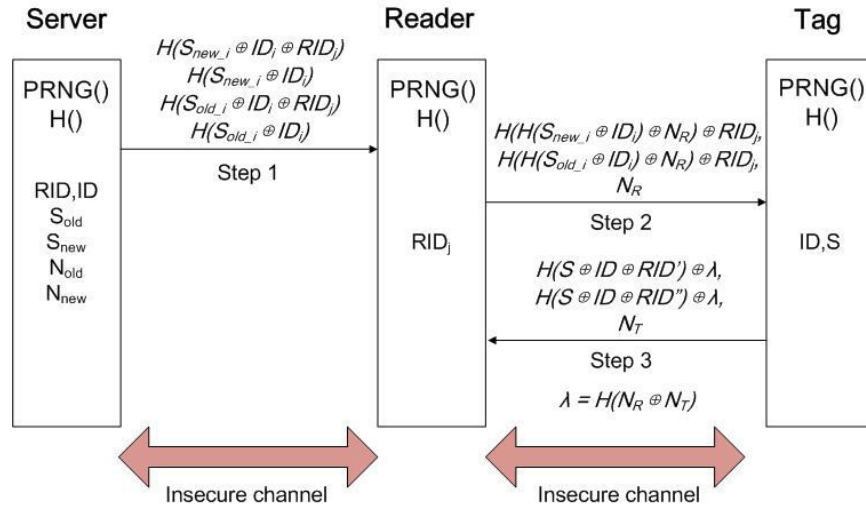 Server
Reader
Tag
PRNG()
H()
RID,ID
S_old
S_new
N_old
N_new
H(S_new_i ⊕ ID_i ⊕ RID_j)
H(S_new_i ⊕ ID_i)
H(S_old_i ⊕ ID_i ⊕ RID_j)
H(S_old_i ⊕ ID_i)
Step 1
PRNG()
H()
RID_j
H(H(S_new_i ⊕ ID_i) ⊕ N_R) ⊕ RID_j,
H(H(S_old_i ⊕ ID_i) ⊕ N_R) ⊕ RID_j,
N_R
Step 2
H(S ⊕ ID ⊕ RID') ⊕ λ,
H(S ⊕ ID ⊕ RID'') ⊕ λ,
N_T
Step 3
λ = H(N_R ⊕ N_T)
PRNG()
H()
ID,S
Insecure channel
Insecure channel